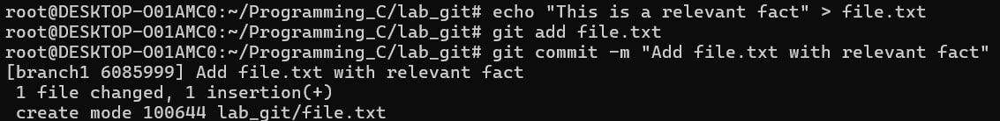 root@DESKTOP-O01AMC0:~/Programming_C/lab_git# echo "This is a relevant fact" > file.txt
root@DESKTOP-O01AMC0:~/Programming_C/lab_git# git add file.txt
root@DESKTOP-O01AMC0:~/Programming_C/lab_git# git commit -m "Add file.txt with relevant fact"
[branch1 6085999] Add file.txt with relevant fact
 1 file changed, 1 insertion(+)
 create mode 100644 lab_git/file.txt